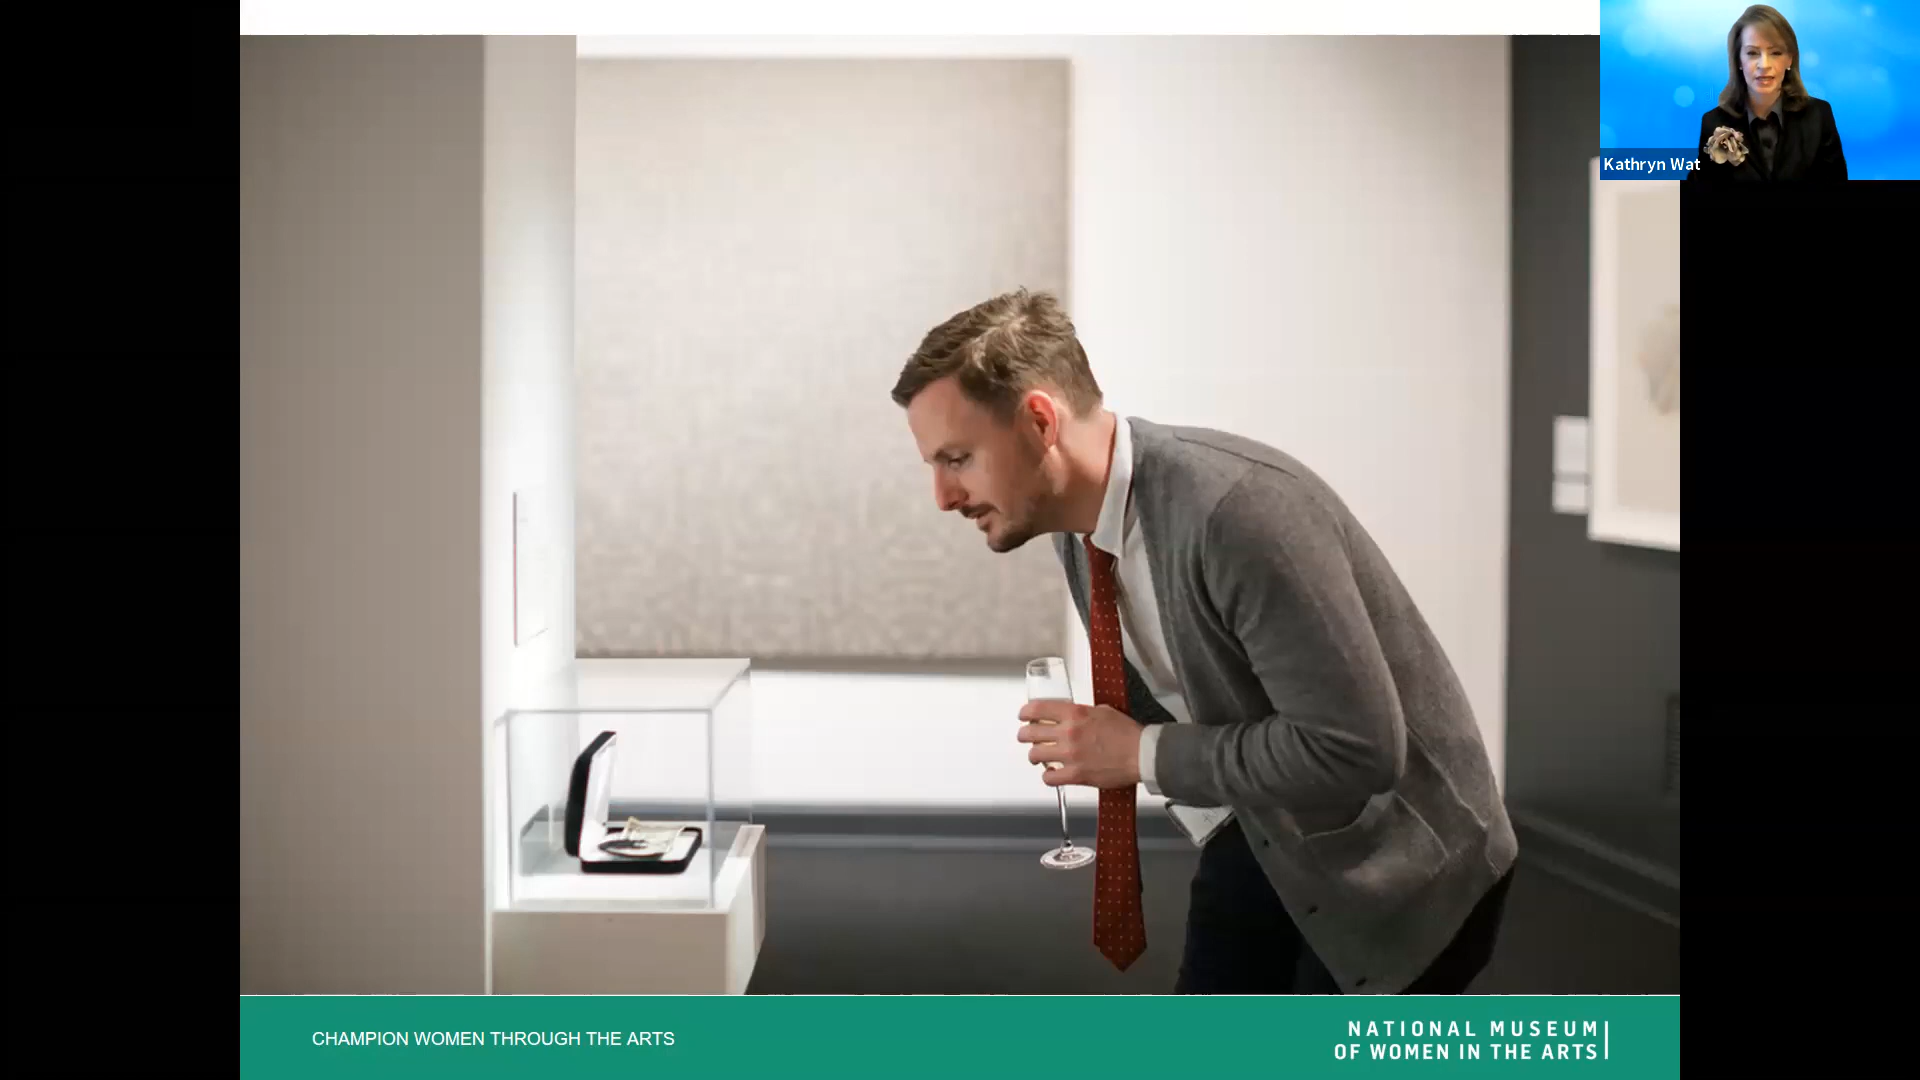 Kathryn Wat
CHAMPION WOMEN THROUGH THE ARTS
NATIONAL MUSEUM
OF WOMEN IN THE ARTS